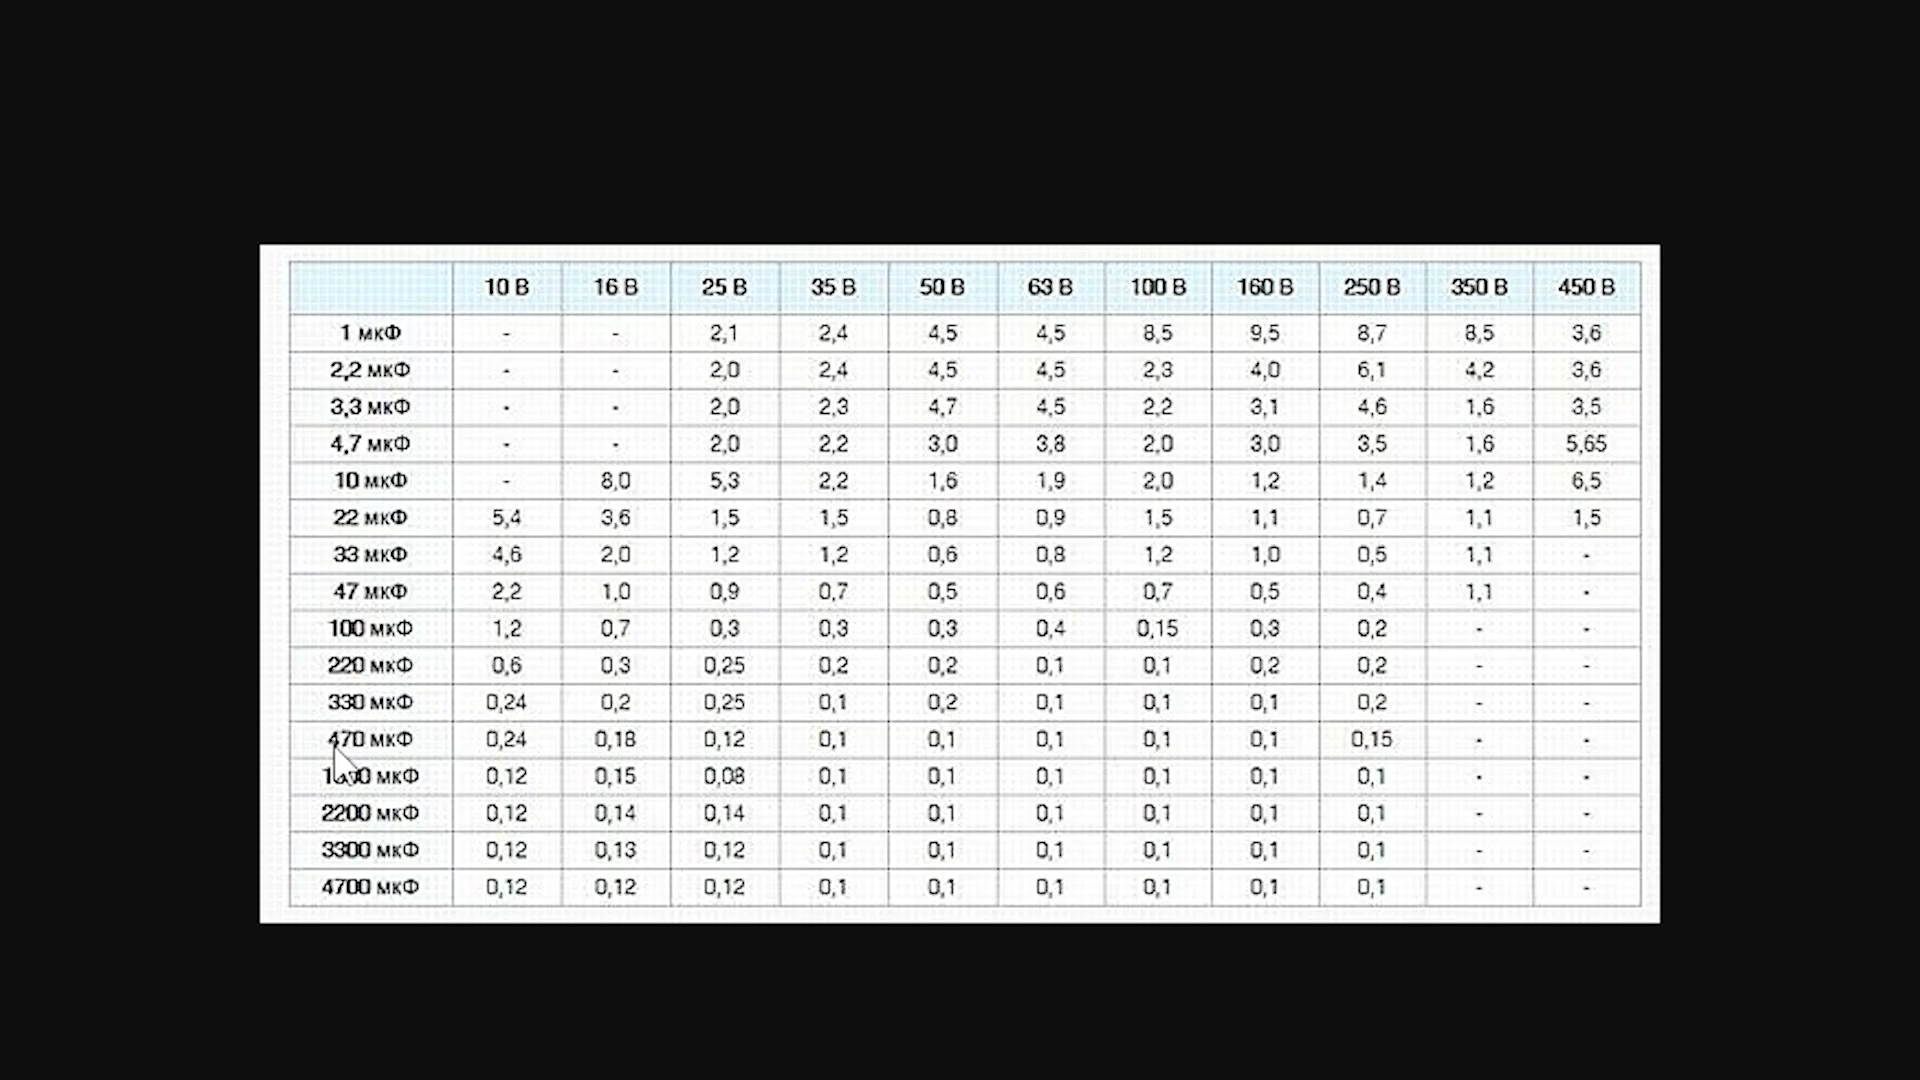 10 В 16 В 25 В 35 В 50 В 63 В 100 В 160 В 250 В 350 В 450 В
1 мкФ - - 2,1 2,4 4,5 4,5 8,5 9,5 8,7 8,5 3,6
2,2 мкФ - - 2,0 2,4 4,5 4,5 2,3 4,0 6,1 4,2 3,6
3,3 мкФ - - 2,0 2,3 4,7 4,5 2,2 3,1 4,6 1,6 3,5
4,7 мкФ - - 2,0 2,2 3,0 3,8 2,0 3,0 3,5 1,6 5,65
10 мкФ - 8,0 5,3 2,2 1,6 1,9 2,0 1,2 1,4 1,2 6,5
22 мкФ 5,4 3,6 1,5 1,5 0,8 0,9 1,5 1,1 0,7 1,1 1,5
33 мкФ 4,6 2,0 1,2 1,2 0,6 0,8 1,2 1,0 0,5 1,1 -
47 мкФ 2,2 1,0 0,9 0,7 0,5 0,6 0,7 0,5 0,4 1,1 -
100 мкФ 1,2 0,7 0,3 0,3 0,3 0,4 0,15 0,3 0,2 - -
220 мкФ 0,6 0,3 0,25 0,2 0,2 0,1 0,1 0,2 0,2 - -
330 мкФ 0,24 0,2 0,25 0,1 0,2 0,1 0,1 0,1 0,2 - -
470 мкФ 0,24 0,18 0,12 0,1 0,1 0,1 0,1 0,1 0,15 - -
мкФ 0,12 0,15 0,08 0,1 0,1 0,1 0,1 0,1 0,1 - -
2200 мкФ 0,12 0,14 0,14 0,1 0,1 0,1 0,1 0,1 0,1 - -
3300 мкФ 0,12 0,13 0,12 0,1 0,1 0,1 0,1 0,1 0,1 - -
4700 мкФ 0,12 0,12 0,12 0,1 0,1 0,1 0,1 0,1 0,1 - -